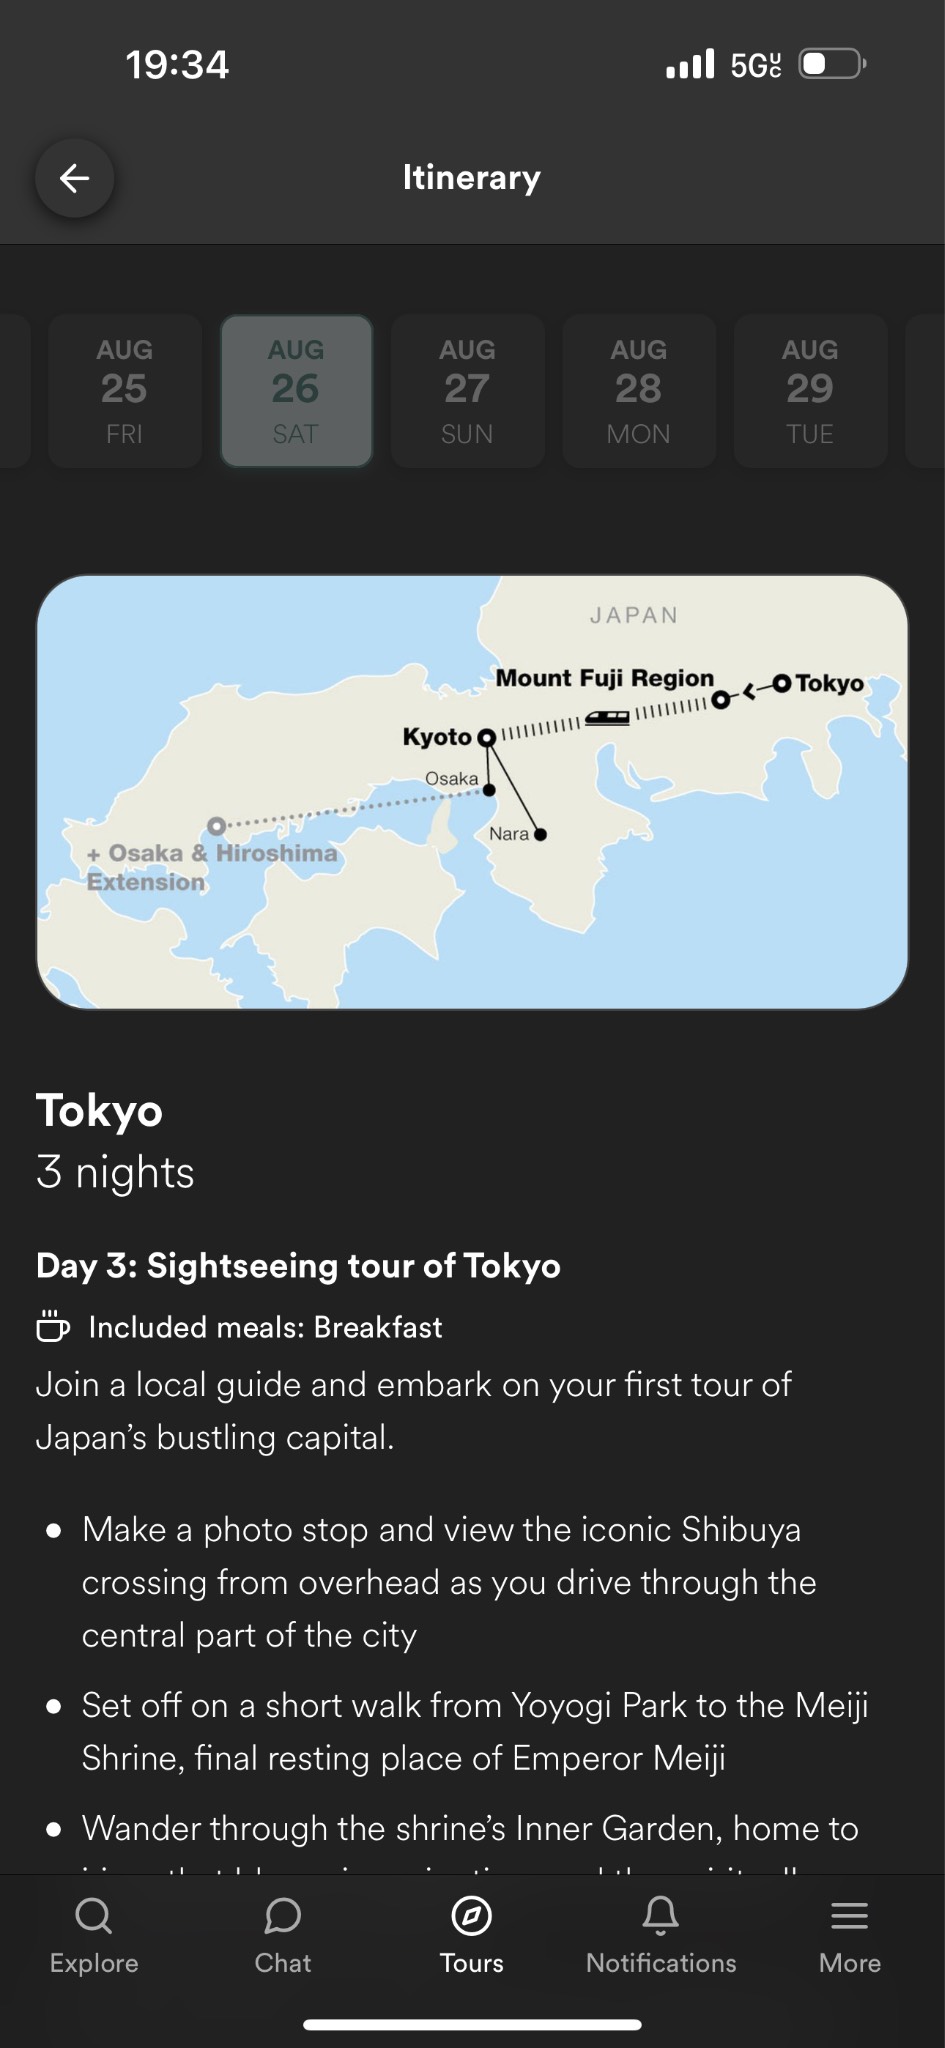 19:34
5GUC
Itinerary
AUG
25
FRI
AUG
26
SAT
AUG
27
SUN
AUG
28
MON
AUG
29
TUE
JAPAN
Mount Fuji Region
Tokyo
Kyoto
Osaka
Nara
+ Osaka & Hiroshima
Extension
Tokyo
3 nights
Day 3: Sightseeing tour of Tokyo
Included meals: Breakfast
Join a local guide and embark on your first tour of
Japan’s bustling capital.
• Make a photo stop and view the iconic Shibuya
crossing from overhead as you drive through the
central part of the city
• Set off on a short walk from Yoyogi Park to the Meiji
Shrine, final resting place of Emperor Meiji
• Wander through the shrine’s Inner Garden, home to
Explore
Chat
Tours
Notifications
More